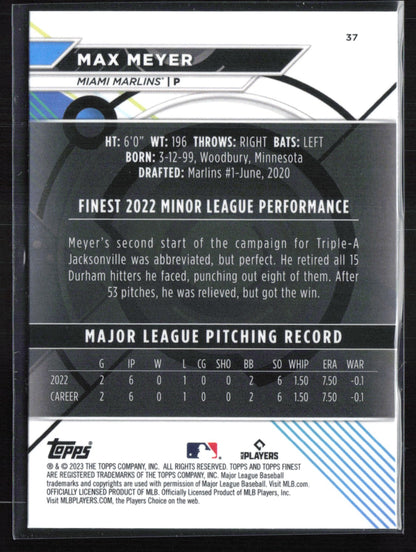 37
MAX MEYER
MIAMI MARLINS® | P
HT: 6'0" WT: 196 THROWS: RIGHT BATS: LEFT
BORN: 3-12-99, Woodbury, Minnesota
DRAFTED: Marlins #1-June, 2020
FINEST 2022 MINOR LEAGUE PERFORMANCE
Meyer's second start of the campaign for Triple-A
Jacksonville was abbreviated, but perfect. He retired all 15
Durham hitters he faced, punching out eight of them. After
53 pitches, he was relieved, but got the win.
MAJOR LEAGUE PITCHING RECORD
G IP W L CG SHO BB SO WHIP ERA WAR
2022 2 6 0 1 0 0 2 6 1.50 7.50 -0.1
CAREER 2 6 0 1 0 0 2 6 1.50 7.50 -0.1
Topps PLAYERS
® & © 2023 THE TOPPS COMPANY, INC. ALL RIGHTS RESERVED. TOPPS AND TOPPS FINEST
ARE REGISTERED TRADEMARKS OF THE TOPPS COMPANY, INC. Major League Baseball
trademarks and copyrights are used with permission of Major League Baseball. Visit MLB.com.
OFFICIALLY LICENSED PRODUCT OF MLB. Officially Licensed Product of MLB Players, Inc.
Visit MLBPLAYERS.COM, the Players Choice on the web.